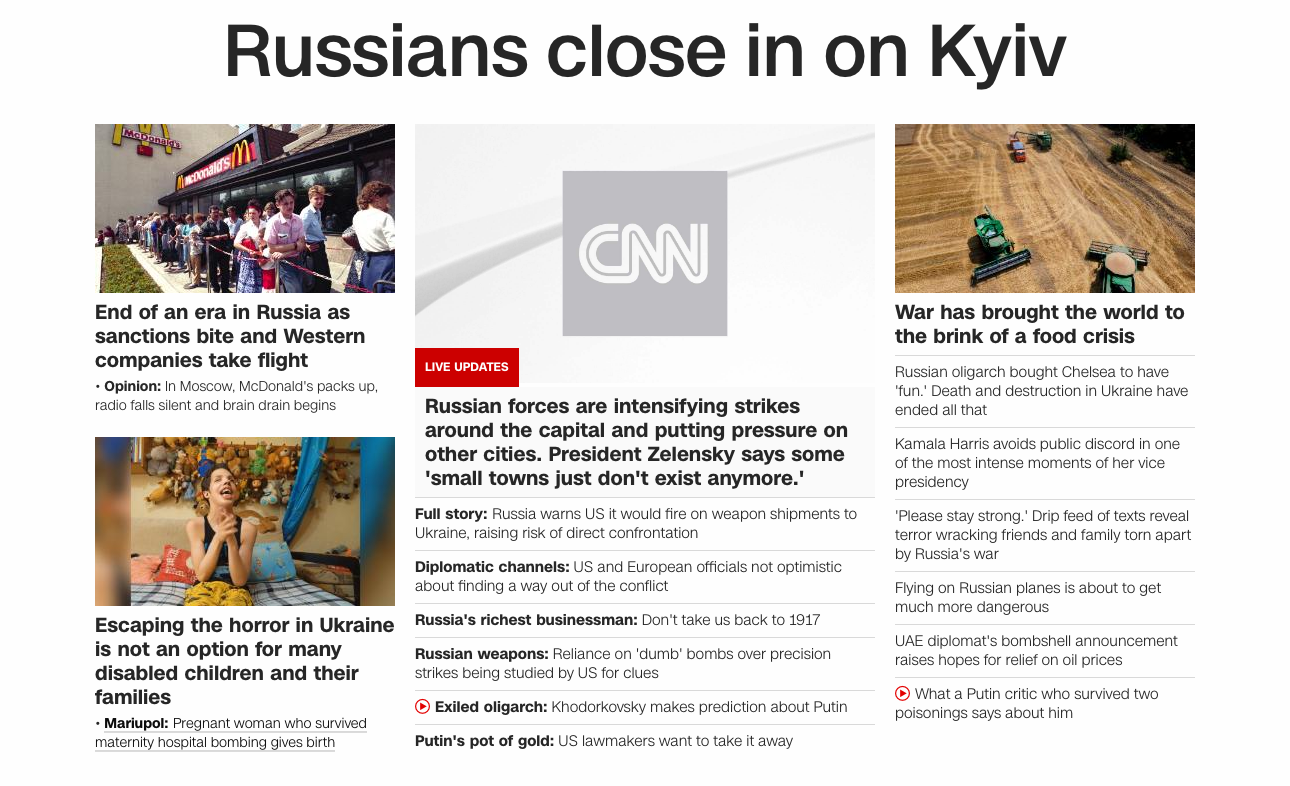 Russians close in on Kyiv
McDonald's
McDonald's
End of an era in Russia as
sanctions bite and Western
companies take flight
• Opinion: In Moscow, McDonald's packs up,
radio falls silent and brain drain begins
Escaping the horror in Ukraine
is not an option for many
disabled children and their
families
• Mariupol: Pregnant woman who survived
maternity hospital bombing gives birth
CNN
LIVE UPDATES
Russian forces are intensifying strikes
around the capital and putting pressure on
other cities. President Zelensky says some
'small towns just don't exist anymore.'
Full story: Russia warns US it would fire on weapon shipments to
Ukraine, raising risk of direct confrontation
Diplomatic channels: US and European officials not optimistic
about finding a way out of the conflict
Russia's richest businessman: Don't take us back to 1917
Russian weapons: Reliance on 'dumb' bombs over precision
strikes being studied by US for clues
Exiled oligarch: Khodorkovsky makes prediction about Putin
Putin's pot of gold: US lawmakers want to take it away
War has brought the world to
the brink of a food crisis
Russian oligarch bought Chelsea to have
'fun.' Death and destruction in Ukraine have
ended all that
Kamala Harris avoids public discord in one
of the most intense moments of her vice
presidency
'Please stay strong.' Drip feed of texts reveal
terror wracking friends and family torn apart
by Russia's war
Flying on Russian planes is about to get
much more dangerous
UAE diplomat's bombshell announcement
raises hopes for relief on oil prices
What a Putin critic who survived two
poisonings says about him